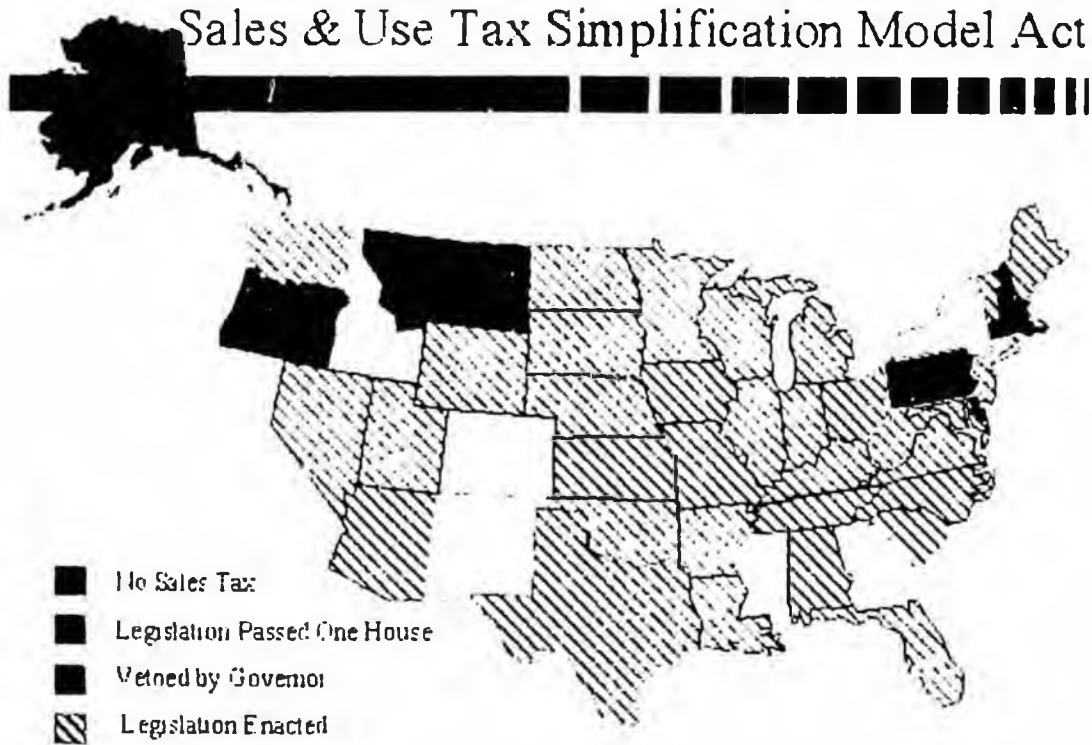 Sales & Use Tax Simplification Model Act
No Sales Tax
Legislation Passed One House
Vetoed by Governor
Legislation Enacted